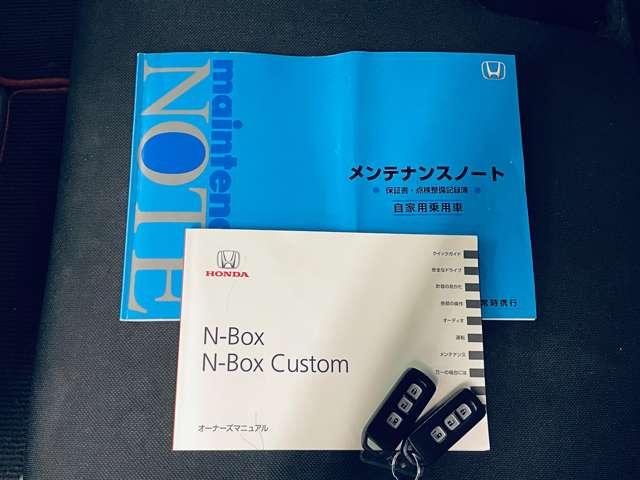 maintenance
NOTE
メンテナンスノート
保証書・点検整備記録簿
自家用乗用車
常時携行
HONDA
N-Box
N-Box Custom
オーナーズマニュアル
クイックガイド
安全なドライブ
計器の見かた
各部の操作
オーディオ
運転
メンテナンス
万一の場合には